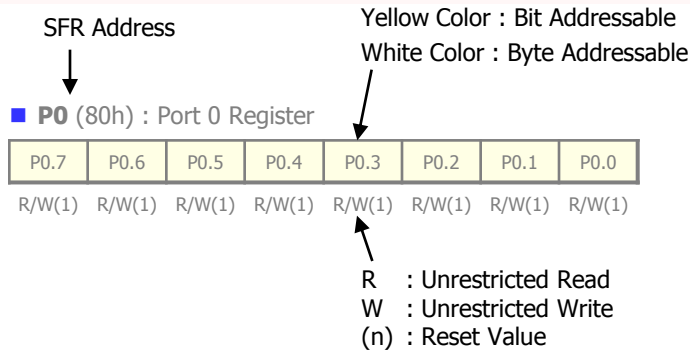 SFR Address
Yellow Color : Bit Addressable
White Color : Byte Addressable
P0 (80h) : Port 0 Register
P0.7 P0.6 P0.5 P0.4 P0.3 P0.2 P0.1 P0.0
R/W(1) R/W(1) R/W(1) R/W(1) R/W(1) R/W(1) R/W(1) R/W(1)
R : Unrestricted Read
W : Unrestricted Write
(n) : Reset Value